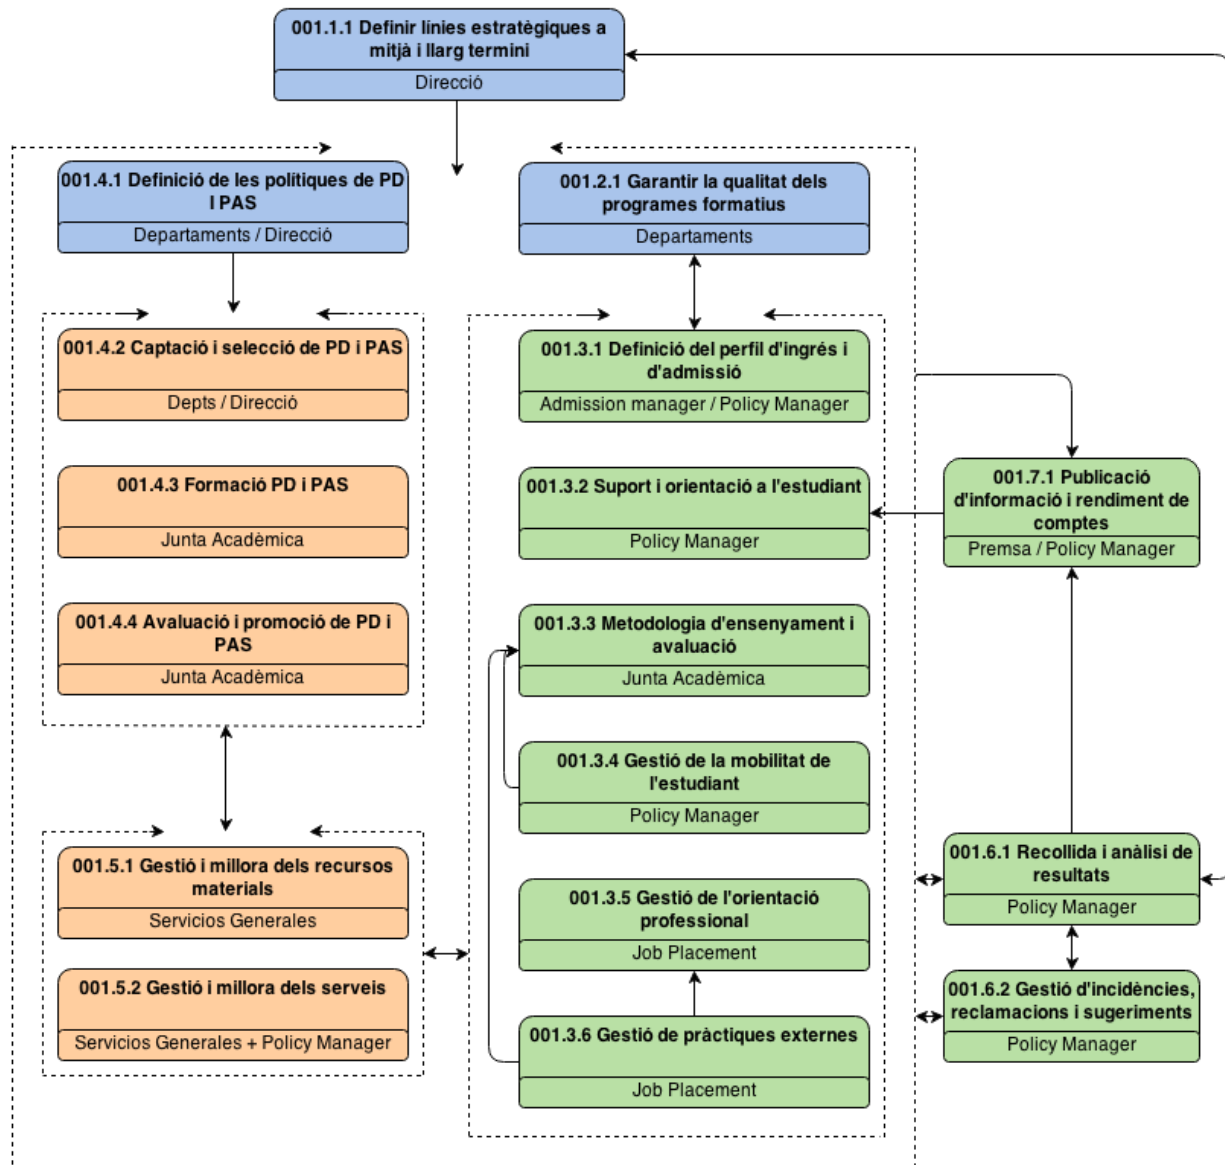 001.1.1 Definir línies estratègiques a
mitjà i llarg termini
Direcció
001.4.1 Definició de les polítiques de PD
I PAS
Departaments / Direcció
001.2.1 Garantir la qualitat dels
programes formatius
Departaments
001.4.2 Captació i selecció de PD i PAS
Depts / Direcció
001.4.3 Formació PD i PAS
Junta Acadèmica
001.4.4 Avaluació i promoció de PD i
PAS
Junta Acadèmica
001.5.1 Gestió i millora dels recursos
materials
Servicios Generales
001.5.2 Gestió i millora dels serveis
Servicios Generales + Policy Manager
001.3.1 Definició del perfil d'ingrés i
d'admissió
Admission manager / Policy Manager
001.3.2 Suport i orientació a l'estudiant
Policy Manager
001.3.3 Metodologia d'ensenyament i
avaluació
Junta Acadèmica
001.3.4 Gestió de la mobilitat de
l'estudiant
Policy Manager
001.3.5 Gestió de l'orientació
professional
Job Placement
001.3.6 Gestió de pràctiques externes
Job Placement
001.7.1 Publicació
d'informació i rendiment de
comptes
Premsa / Policy Manager
001.6.1 Recollida i anàlisi de
resultats
Policy Manager
001.6.2 Gestió d'incidències,
reclamacions i sugeriments
Policy Manager